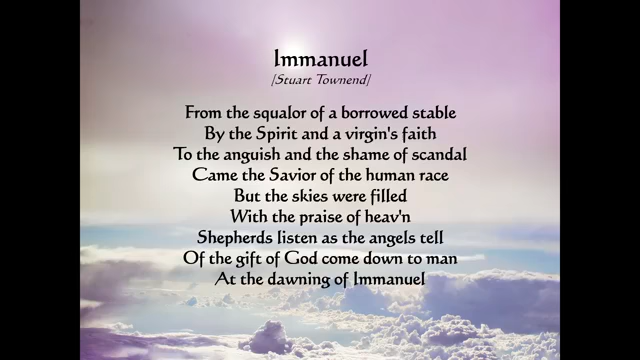 Immanuel
|Stuart Townend|
From the squalor of a borrowed stable
By the Spirit and a virgin's faith
To the anguish and the shame of scandal
Came the Savior of the human race
But the skies were filled
With the praise of heav'n
Shepherds listen as the angels tell
Of the gift of God come down to man
At the dawning of Immanuel